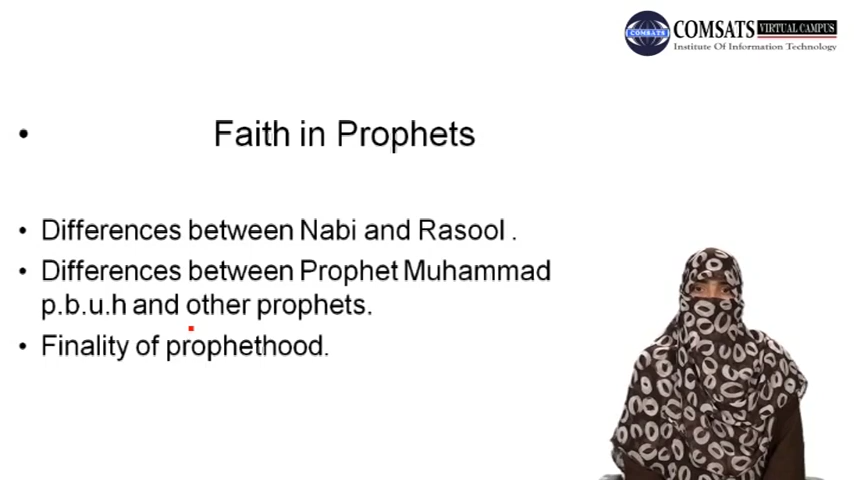 COMSATS VIRTUAL CAMPUS
Institute Of Information Technology
COMSATS
• Faith in Prophets
• Differences between Nabi and Rasool .
• Differences between Prophet Muhammad
p.b.u.h and other prophets.
• Finality of prophethood.